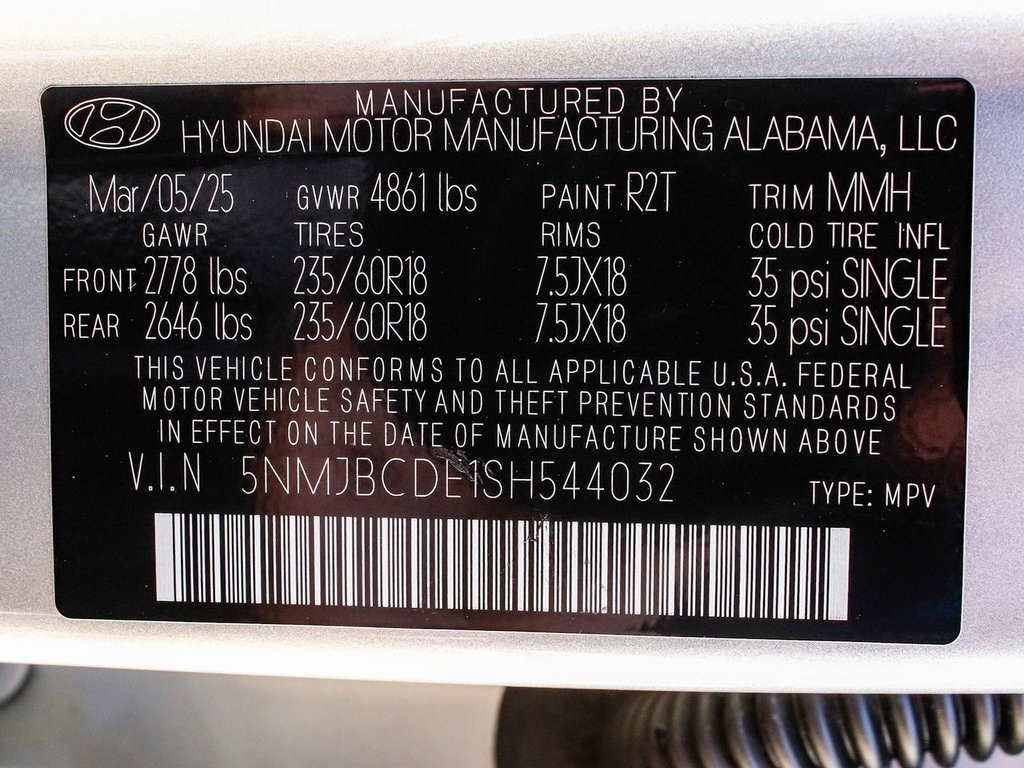 MANUFACTURED BY
HYUNDAI MOTOR MANUFACTURING ALABAMA, LLC
Mar/05/25 GVWR 4861 lbs PAINT R2T TRIM MMH
GAWR TIRES RIMS COLD TIRE INFL
FRONT 2778 lbs 235/60R18 7.5JX18 35 psi SINGLE
REAR 2646 lbs 235/60R18 7.5JX18 35 psi SINGLE
THIS VEHICLE CONFORMS TO ALL APPLICABLE U.S.A. FEDERAL
MOTOR VEHICLE SAFETY AND THEFT PREVENTION STANDARDS
IN EFFECT ON THE DATE OF MANUFACTURE SHOWN ABOVE
V.I.N 5NMJBCDE1SH544032 TYPE: MPV